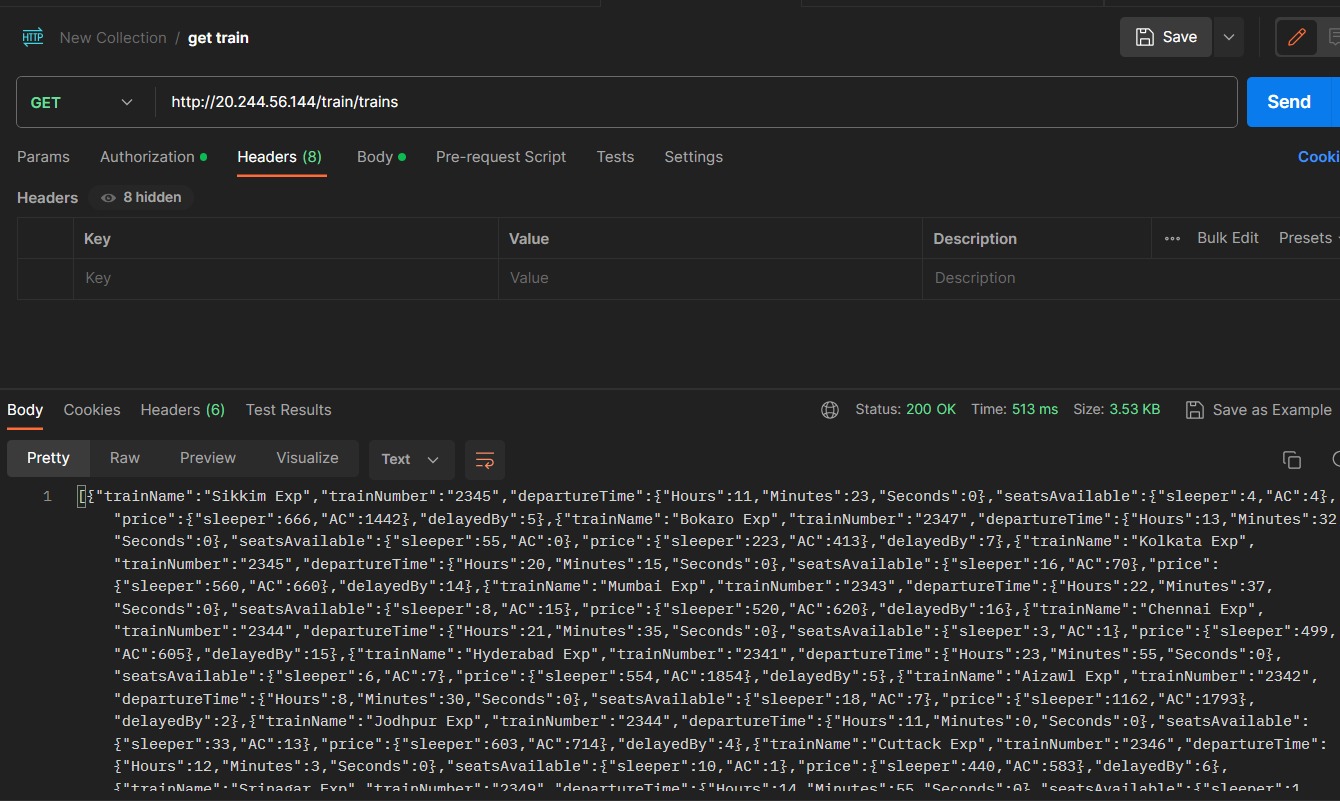 HTTP New Collection / get train
Save
GET http://20.244.56.144/train/trains
Send
Params Authorization Headers (8) Body Pre-request Script Tests Settings
Cooki
Headers 8 hidden
Key Value Description ••• Bulk Edit Presets
Key Value Description
Body Cookies Headers (6) Test Results Status: 200 OK Time: 513 ms Size: 3.53 KB Save as Example
Pretty Raw Preview Visualize Text
1 [{"trainName":"Sikkim Exp","trainNumber":"2345","departureTime":{"Hours":11,"Minutes":23,"Seconds":0},"seatsAvailable":{"sleeper":4,"AC":4},
"price":{"sleeper":666,"AC":1442},"delayedBy":5},{"trainName":"Bokaro Exp","trainNumber":"2347","departureTime":{"Hours":13,"Minutes":32
"Seconds":0},"seatsAvailable":{"sleeper":55,"AC":0},"price":{"sleeper":223,"AC":413},"delayedBy":7},{"trainName":"Kolkata Exp",
"trainNumber":"2345","departureTime":{"Hours":20,"Minutes":15,"Seconds":0},"seatsAvailable":{"sleeper":16,"AC":70},"price":
{"sleeper":560,"AC":660},"delayedBy":14},{"trainName":"Mumbai Exp","trainNumber":"2343","departureTime":{"Hours":22,"Minutes":37,
"Seconds":0},"seatsAvailable":{"sleeper":8,"AC":15},"price":{"sleeper":520,"AC":620},"delayedBy":16},{"trainName":"Chennai Exp",
"trainNumber":"2344","departureTime":{"Hours":21,"Minutes":35,"Seconds":0},"seatsAvailable":{"sleeper":3,"AC":1},"price":{"sleeper":499,
"AC":605},"delayedBy":15},{"trainName":"Hyderabad Exp","trainNumber":"2341","departureTime":{"Hours":23,"Minutes":55,"Seconds":0},
"seatsAvailable":{"sleeper":6,"AC":7},"price":{"sleeper":554,"AC":1854},"delayedBy":5},{"trainName":"Aizawl Exp","trainNumber":"2342",
"departureTime":{"Hours":8,"Minutes":30,"Seconds":0},"seatsAvailable":{"sleeper":18,"AC":7},"price":{"sleeper":1162,"AC":1793},
"delayedBy":2},{"trainName":"Jodhpur Exp","trainNumber":"2344","departureTime":{"Hours":11,"Minutes":0,"Seconds":0},"seatsAvailable":
{"sleeper":33,"AC":13},"price":{"sleeper":603,"AC":714},"delayedBy":4},{"trainName":"Cuttack Exp","trainNumber":"2346","departureTime":
{"Hours":12,"Minutes":3,"Seconds":0},"seatsAvailable":{"sleeper":10,"AC":1},"price":{"sleeper":440,"AC":583},"delayedBy":6},
{"trainName":"Srinagar Exp","trainNumber":"2349","departureTime":{"Hours":14,"Minutes":55,"Seconds":0},"seatsAvailable":{"sleeper":1